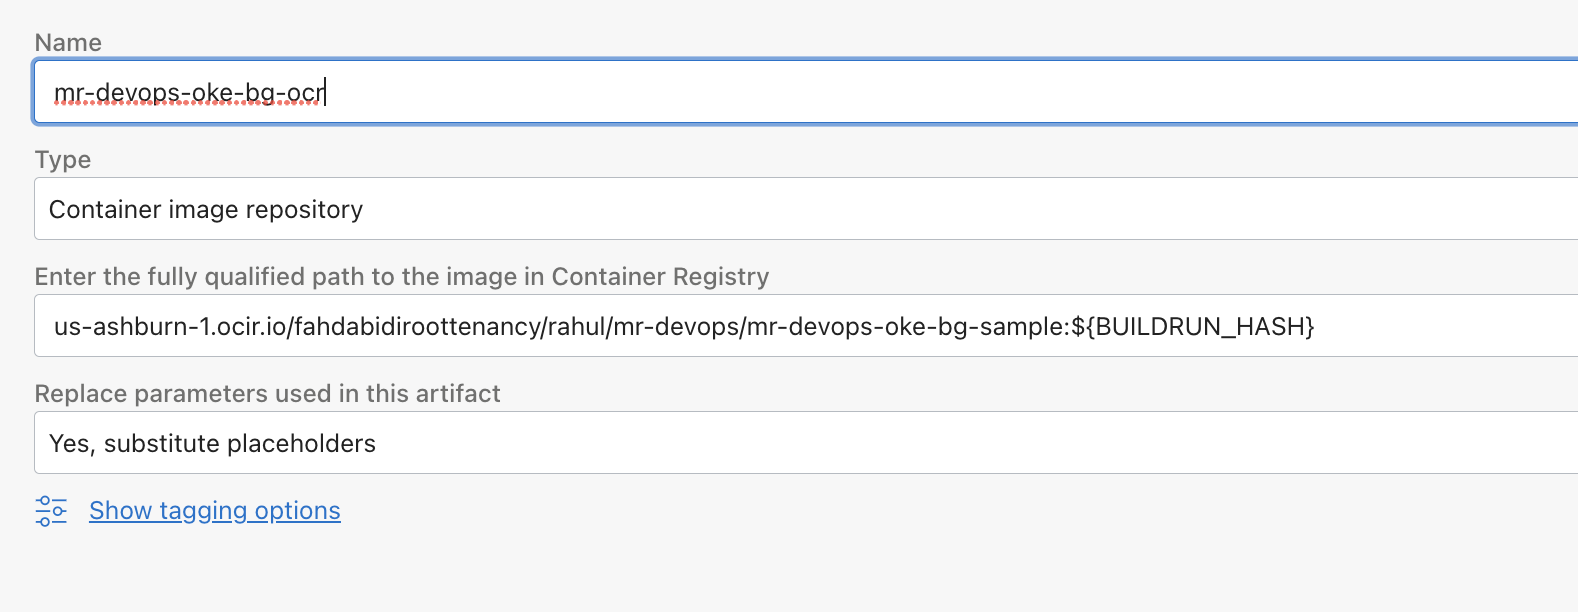 Name
mr-devops-oke-bg-ocr
Type
Container image repository
Enter the fully qualified path to the image in Container Registry
us-ashburn-1.ocir.io/fahdabidiroottenancy/rahul/mr-devops/mr-devops-oke-bg-sample:${BUILDRUN_HASH}
Replace parameters used in this artifact
Yes, substitute placeholders
Show tagging options